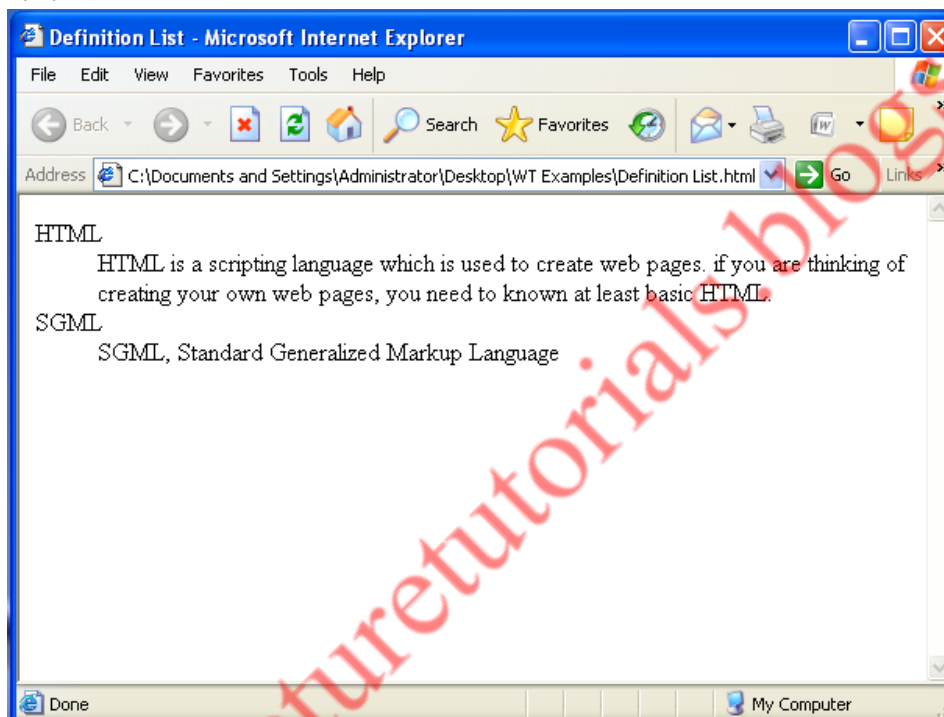 Definition List - Microsoft Internet Explorer
File Edit View Favorites Tools Help
Back Search Favorites
Address C:\Documents and Settings\Administrator\Desktop\WT Examples\Definition List.html Go Links
HTML
HTML is a scripting language which is used to create web pages. if you are thinking of
creating your own web pages, you need to known at least basic HTML.
SGML
SGML, Standard Generalized Markup Language
turetutorials.blog
Done My Computer